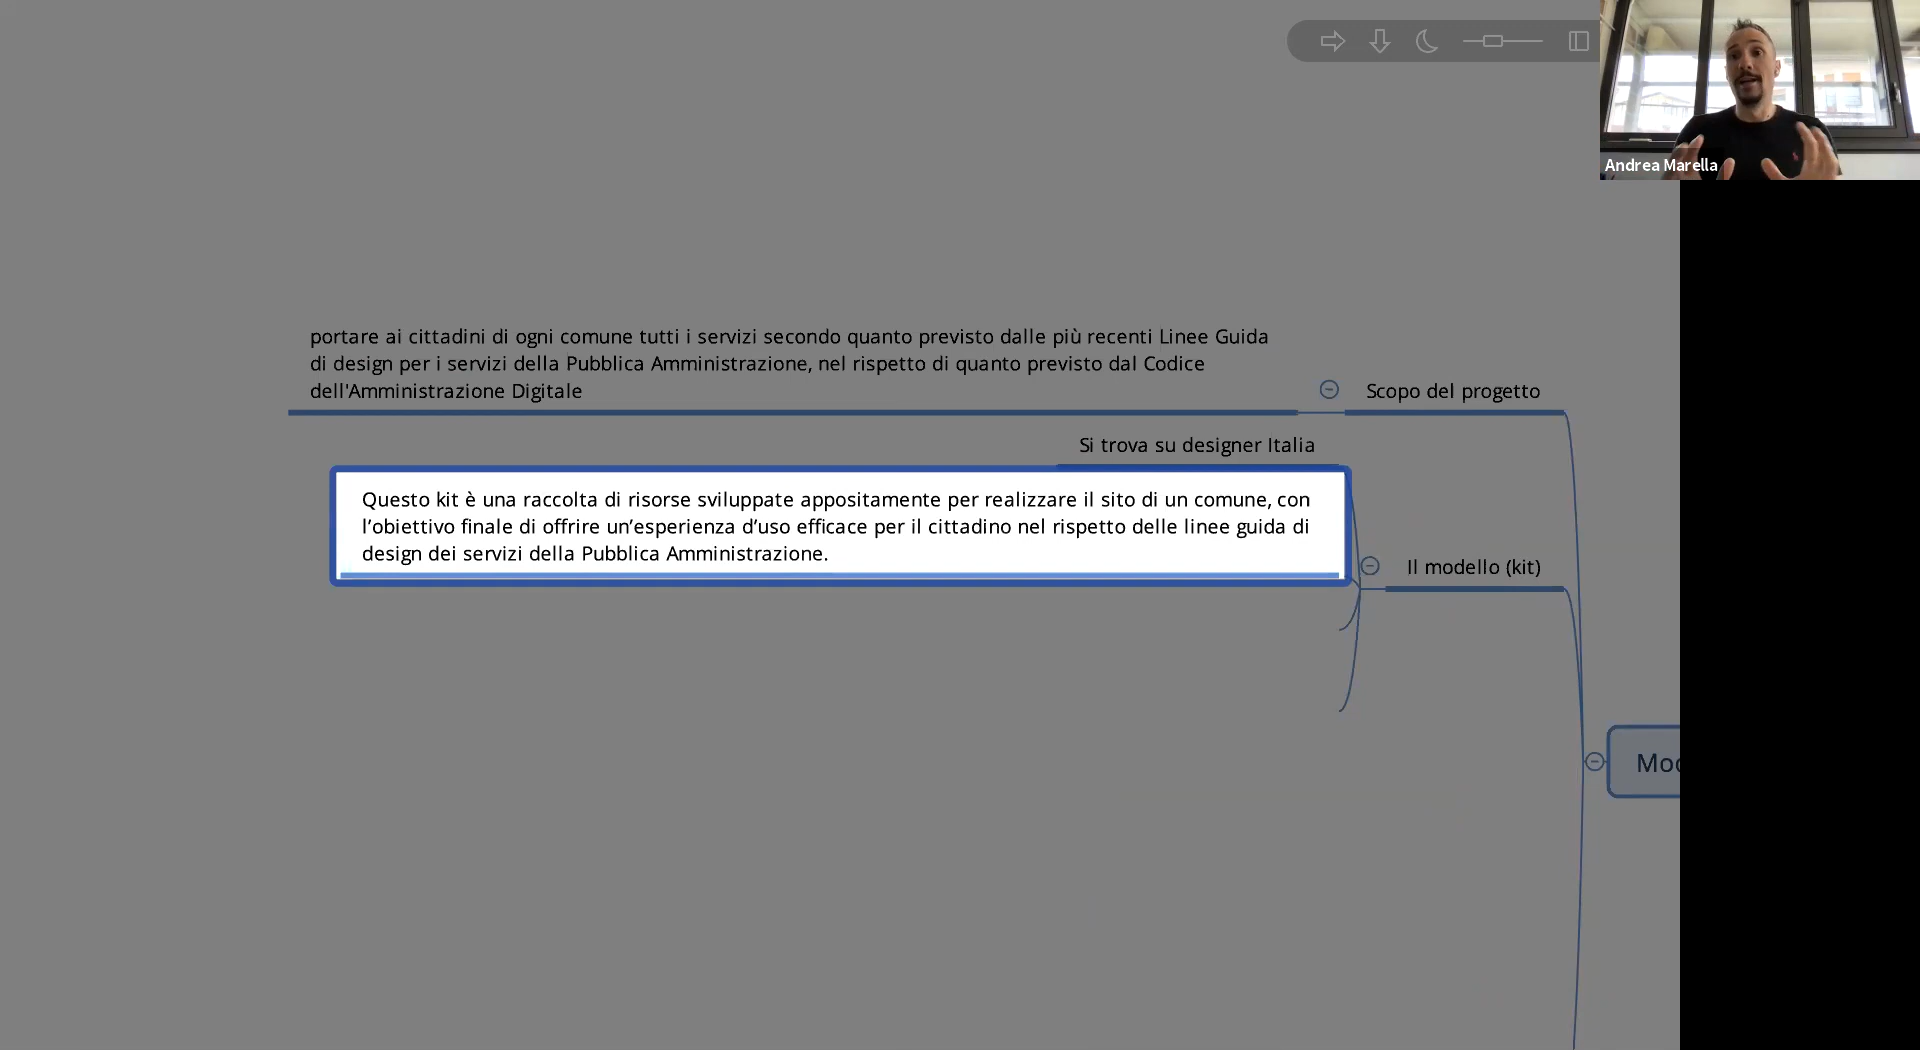 Andrea Marella
portare ai cittadini di ogni comune tutti i servizi secondo quanto previsto dalle più recenti Linee Guida
di design per i servizi della Pubblica Amministrazione, nel rispetto di quanto previsto dal Codice
dell'Amministrazione Digitale
Scopo del progetto
Si trova su designer Italia
Questo kit è una raccolta di risorse sviluppate appositamente per realizzare il sito di un comune, con
l’obiettivo finale di offrire un’esperienza d’uso efficace per il cittadino nel rispetto delle linee guida di
design dei servizi della Pubblica Amministrazione.
Il modello (kit)